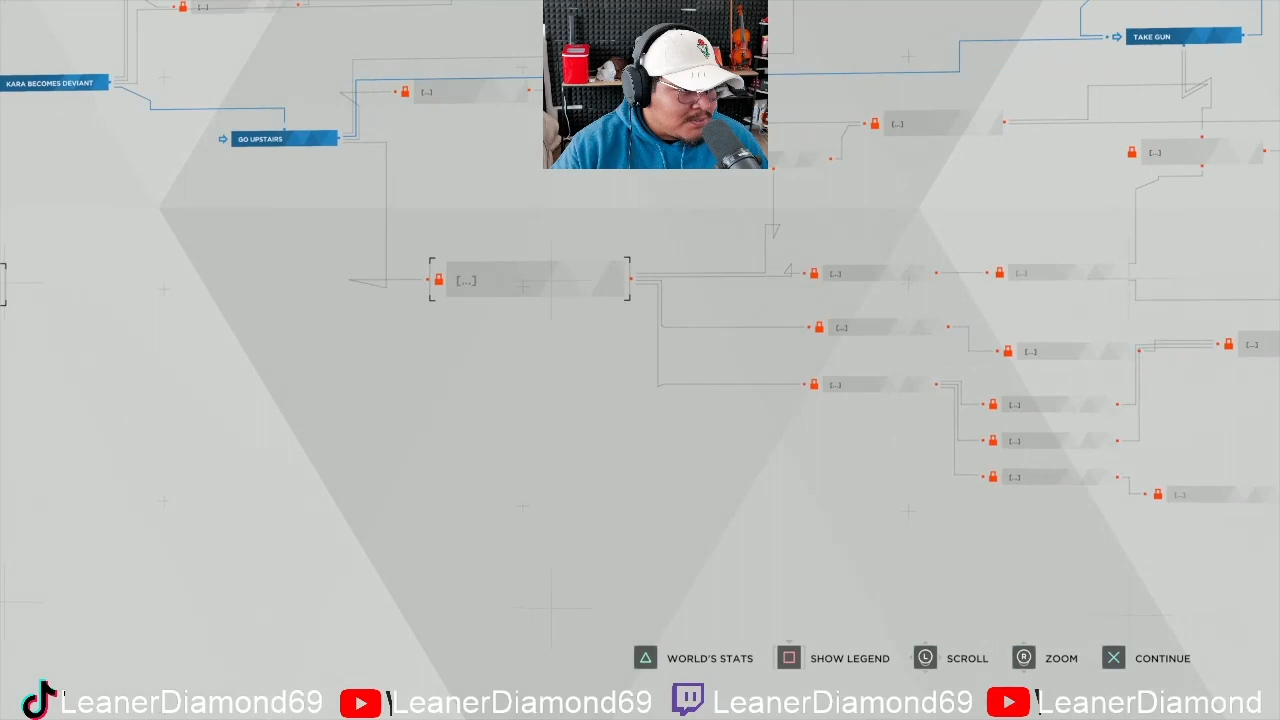 [...]
TAKE GUN
KARA BECOMES DEVIANT
[...]
[...]
GO UPSTAIRS
[...]
[...] [...] [...]
[...]
[...] [...]
[...]
[...]
[...]
[...]
[...]
WORLD'S STATS SHOW LEGEND L SCROLL R ZOOM CONTINUE
LeanerDiamond69 \LeanerDiamond69 LeanerDiamond69 \LeanerDiamond